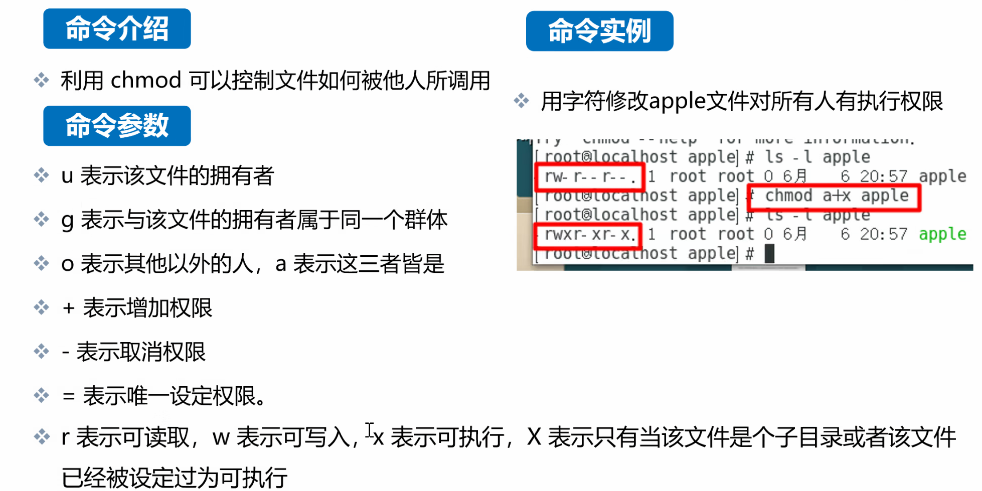 命令介绍
利用 chmod 可以控制文件如何被他人所调用
命令参数
u 表示该文件的拥有者
g 表示与该文件的拥有者属于同一个群体
o 表示其他以外的人，a 表示这三者皆是
+ 表示增加权限
- 表示取消权限
= 表示唯一设定权限。
r 表示可读取，w 表示可写入，x 表示可执行，X 表示只有当该文件是个子目录或者该文件
已经被设定过为可执行
命令实例
用字符修改apple文件对所有人有执行权限
Try `chmod --help' for more information.
[root@localhost apple]# ls -l apple
-rw-r--r--. 1 root root 0 6月   6 20:57 apple
[root@localhost apple]# chmod a+x apple
[root@localhost apple]# ls -l apple
-rwxr-xr-x. 1 root root 0 6月   6 20:57 apple
[root@localhost apple]#